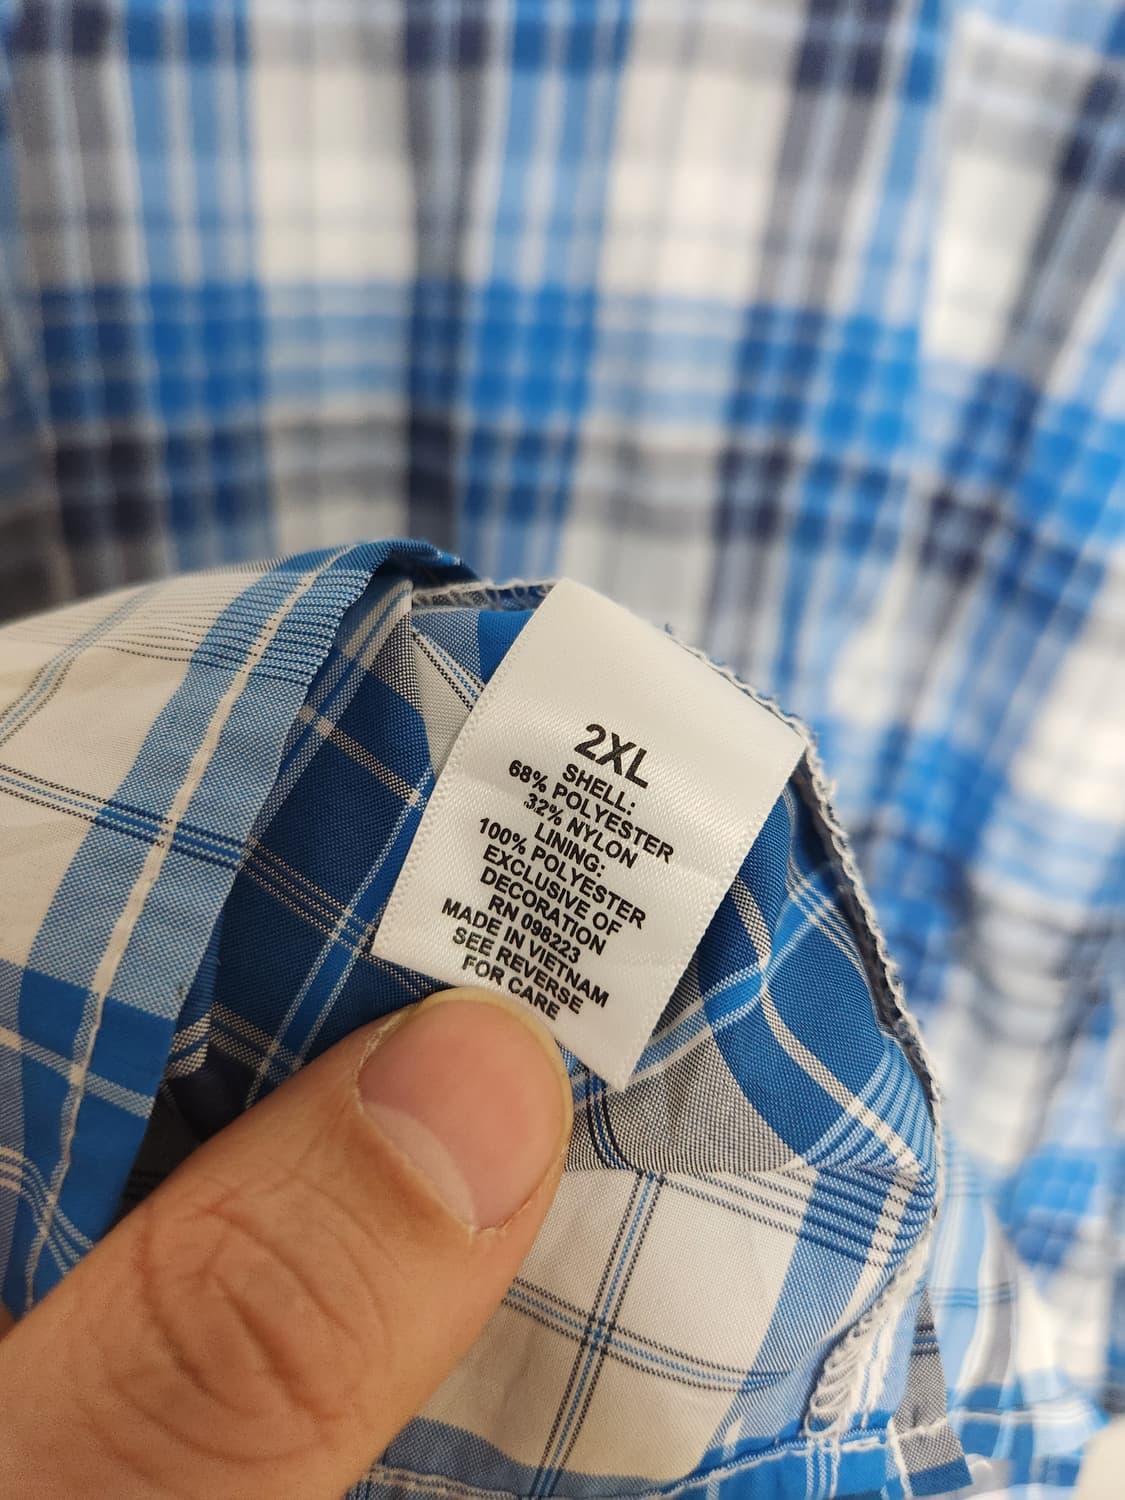 2XL
SHELL:
68% POLYESTER
32% NYLON
LINING:
100% POLYESTER
EXCLUSIVE OF
DECORATION
RN 098223
MADE IN VIETNAM
SEE REVERSE
FOR CARE